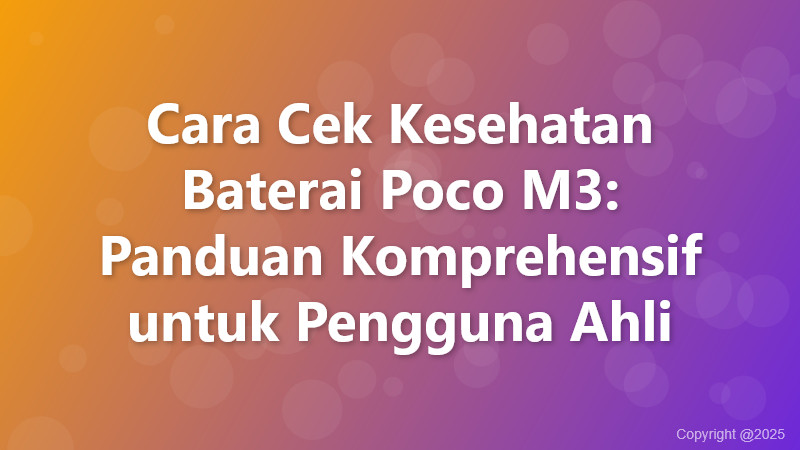 Cara Cek Kesehatan
Baterai Poco M3:
Panduan Komprehensif
untuk Pengguna Ahli
Copyright @2025